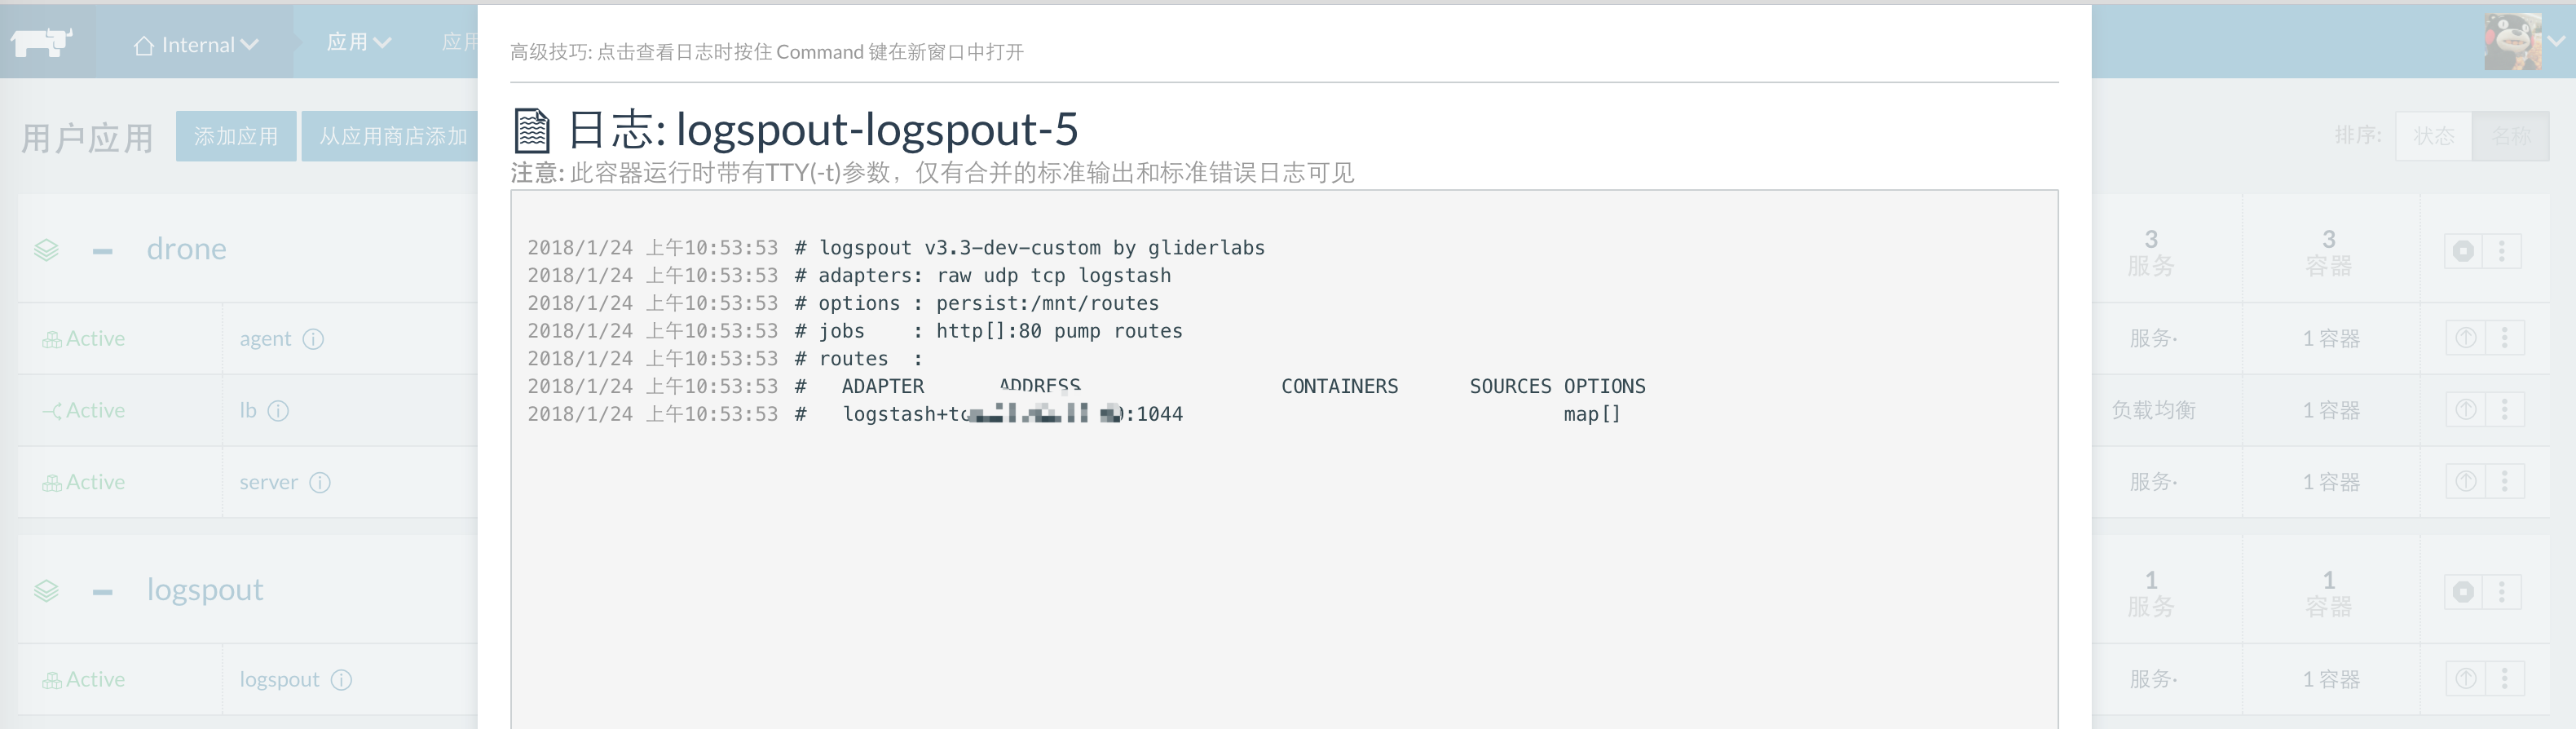 Internal
应用
应用
高级技巧: 点击查看日志时按住 Command 键在新窗口中打开
用户应用
添加应用
从应用商店添加
日志: logspout-logspout-5
注意: 此容器运行时带有TTY(-t)参数，仅有合并的标准输出和标准错误日志可见
排序:
状态
名称
2018/1/24 上午10:53:53 # logspout v3.3-dev-custom by gliderlabs
2018/1/24 上午10:53:53 # adapters: raw udp tcp logstash
2018/1/24 上午10:53:53 # options : persist:/mnt/routes
2018/1/24 上午10:53:53 # jobs    : http[]:80 pump routes
2018/1/24 上午10:53:53 # routes  :
2018/1/24 上午10:53:53 #   ADAPTER ADDRESS CONTAINERS SOURCES OPTIONS
2018/1/24 上午10:53:53 #   :1044 map[]
drone
3
服务
3
容器
Active
agent
服务
1 容器
Active
lb
负载均衡
1 容器
Active
server
服务
1 容器
logspout
1
服务
1
容器
Active
logspout
服务
1 容器